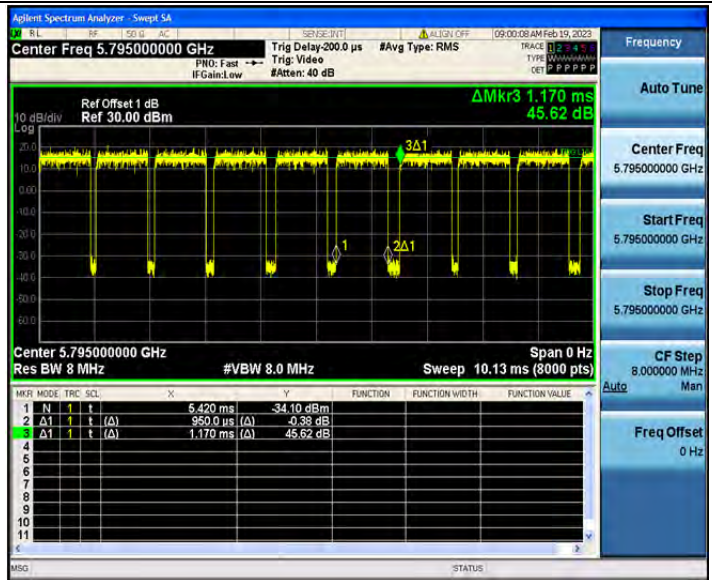 Agilent Spectrum Analyzer - Swept SA
RL RF 50 Ω AC SENSE:INT ALIGN OFF 09:00:08 AM Feb 19, 2023
Center Freq 5.795000000 GHz
PNO: Fast
IFGain:Low
Trig Delay-200.0 µs
Trig: Video
#Atten: 40 dB
#Avg Type: RMS
TRACE 1 2 3 4 5 6
TYPE W
DET P P P P P P
Ref Offset 1 dB
10 dB/div Ref 30.00 dBm
Log
ΔMkr3 1.170 ms
45.62 dB
20.0
10.0
0.00
-10.0
-20.0
-30.0
-40.0
-50.0
-60.0
3Δ1
1
2Δ1
Center 5.795000000 GHz
Span 0 Hz
Res BW 8 MHz
#VBW 8.0 MHz
Sweep 10.13 ms (8000 pts)
MKR MODE TRC SCL X Y FUNCTION FUNCTION WIDTH FUNCTION VALUE
1 N 1 t 5.420 ms -34.10 dBm
2 Δ1 1 t (Δ) 950.0 µs (Δ) -0.38 dB
3 Δ1 1 t (Δ) 1.170 ms (Δ) 45.62 dB
4
5
6
7
8
9
10
11
MSG
STATUS
Frequency
Auto Tune
Center Freq
5.795000000 GHz
Start Freq
5.795000000 GHz
Stop Freq
5.795000000 GHz
CF Step
8.000000 MHz
Auto Man
Freq Offset
0 Hz